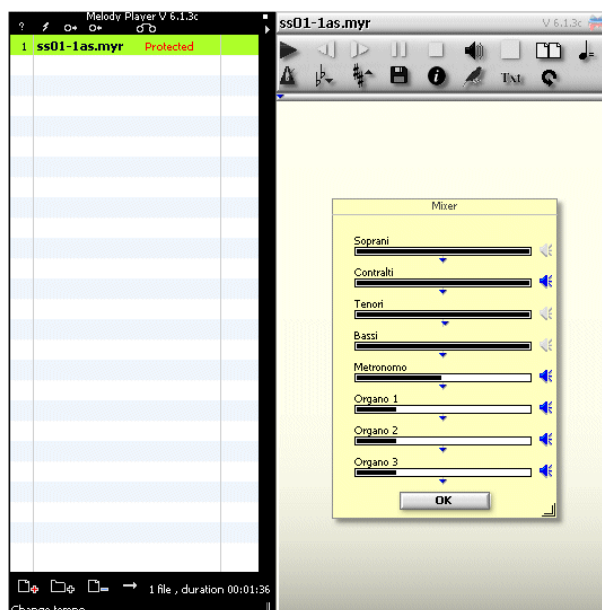 Melody Player V 6.1.3c
?
1 ss01-1as.myr Protected
1 file , duration 00:01:36
Change tempo
ss01-1as.myr V 6.1.3c
Txt
Mixer
Soprani
Contralti
Tenori
Bassi
Metronomo
Organo 1
Organo 2
Organo 3
OK